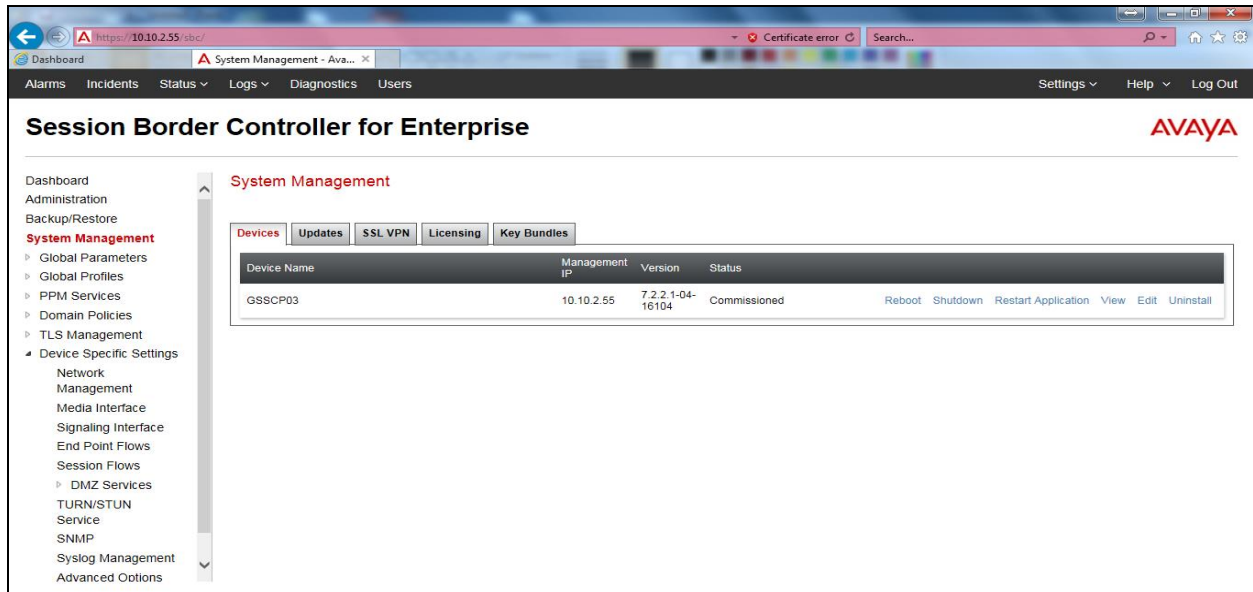 https://10.10.2.55/sbc/
Certificate error
Search...
Dashboard
System Management - Ava...
Alarms Incidents Status Logs Diagnostics Users Settings Help Log Out
Session Border Controller for Enterprise
AVAYA
Dashboard
Administration
Backup/Restore
System Management
Global Parameters
Global Profiles
PPM Services
Domain Policies
TLS Management
Device Specific Settings
Network
Management
Media Interface
Signaling Interface
End Point Flows
Session Flows
DMZ Services
TURN/STUN
Service
SNMP
Syslog Management
Advanced Options
System Management
Devices Updates SSL VPN Licensing Key Bundles
Device Name Management IP Version Status
GSSCP03 10.10.2.55 7.2.2.1-04-16104 Commissioned Reboot Shutdown Restart Application View Edit Uninstall